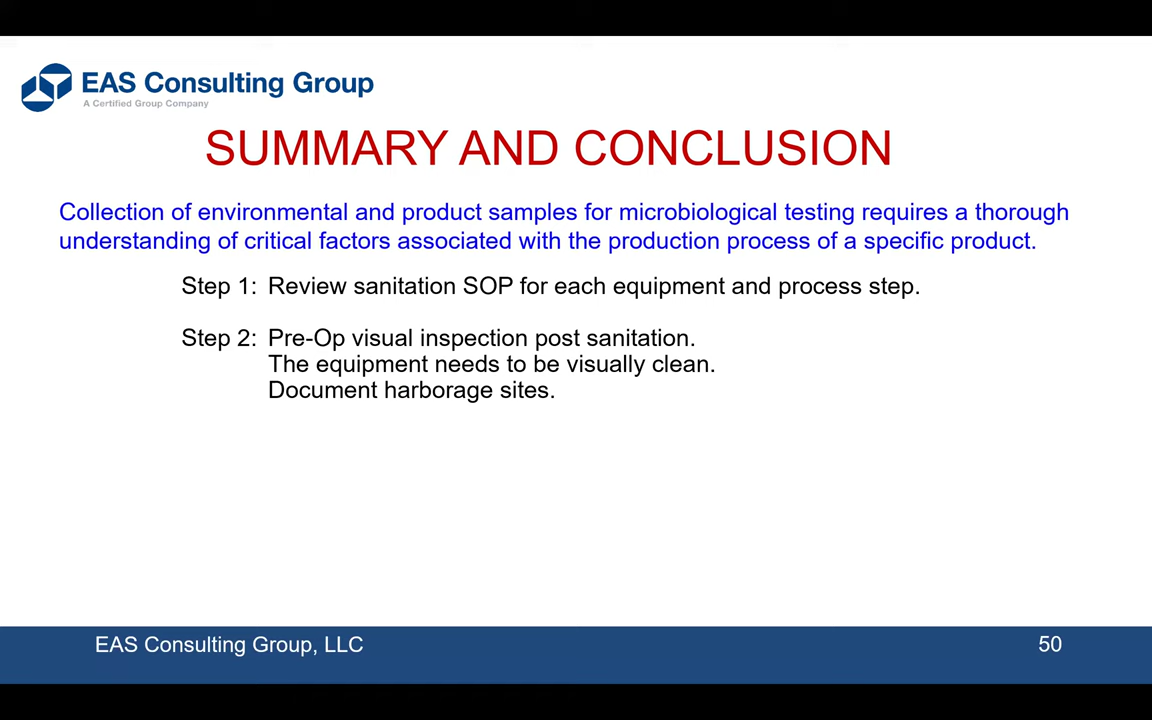 EAS Consulting Group
A Certified Group Company
SUMMARY AND CONCLUSION
Collection of environmental and product samples for microbiological testing requires a thorough
understanding of critical factors associated with the production process of a specific product.
Step 1: Review sanitation SOP for each equipment and process step.
Step 2: Pre-Op visual inspection post sanitation.
The equipment needs to be visually clean.
Document harborage sites.
EAS Consulting Group, LLC
50